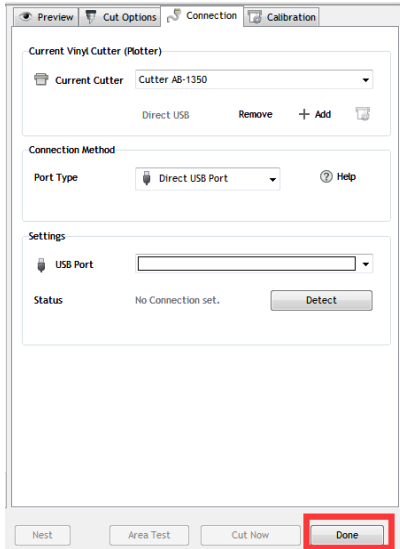 Preview Cut Options Connection Calibration
Current Vinyl Cutter (Plotter)
Current Cutter Cutter AB-1350
Direct USB Remove + Add
Connection Method
Port Type Direct USB Port ? Help
Settings
USB Port
Status No Connection set. Detect
Nest Area Test Cut Now Done